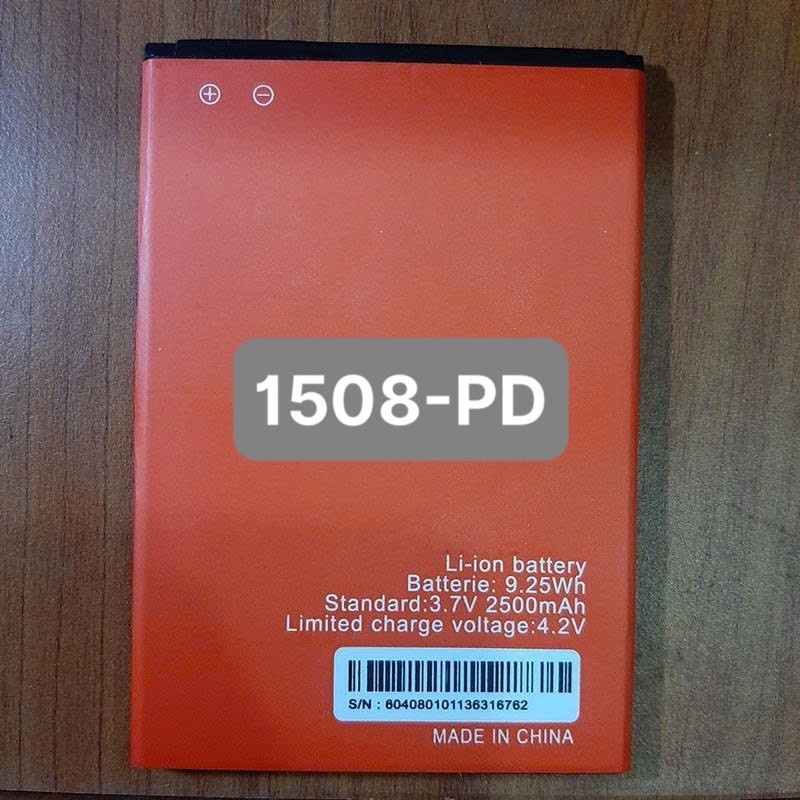 1508-PD
Li-ion battery
Batterie: 9.25Wh
Standard:3.7V 2500mAh
Limited charge voltage:4.2V
S/N : 604080101136316762
MADE IN CHINA